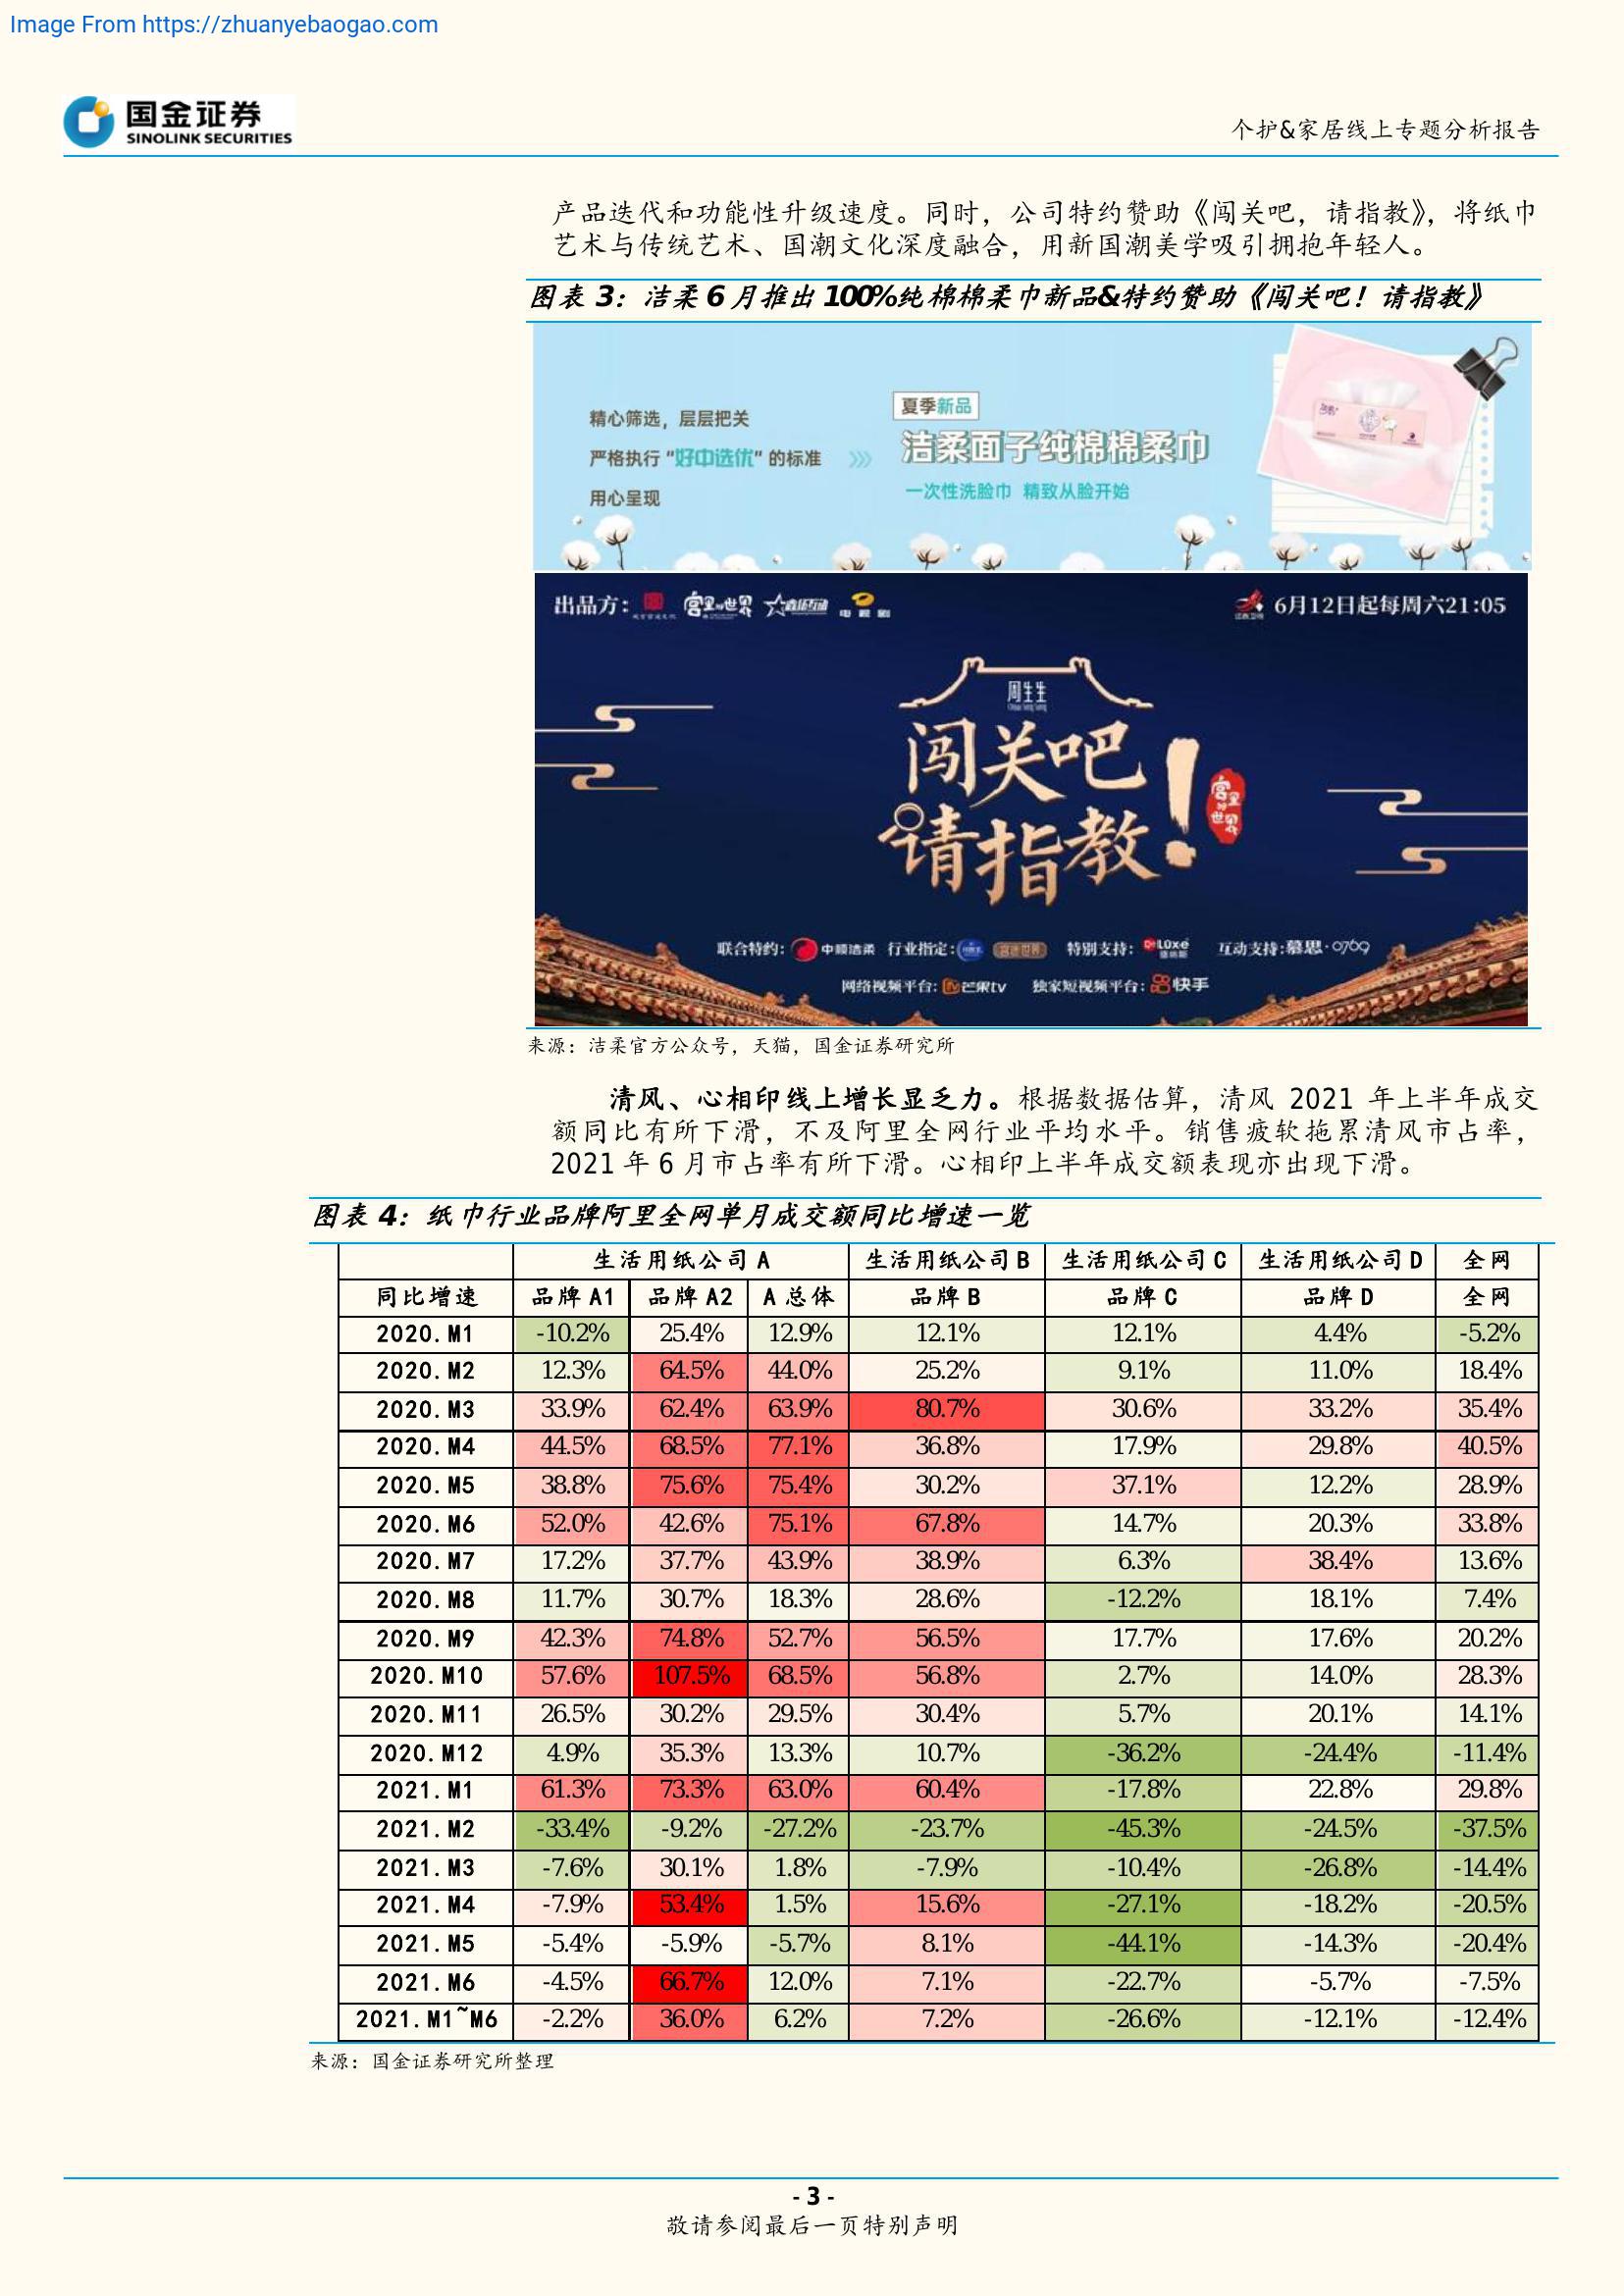 Image From https://zhuanyebaogao.com
国金证券
SINOLINK SECURITIES
个护&家居线上专题分析报告
产品迭代和功能性升级速度。同时，公司特约赞助《闯关吧，请指教》，将纸巾
艺术与传统艺术、国潮文化深度融合，用新国潮美学吸引拥抱年轻人。
图表 3：洁柔 6 月推出 100%纯棉棉柔巾新品&特约赞助《闯关吧！请指教》
精心筛选，层层把关
严格执行“好中选优”的标准
用心呈现
夏季新品
洁柔面子纯棉棉柔巾
一次性洗脸巾 精致从脸开始
出品方：
宫里的世界
电视剧
6月12日起每周六21:05
周生生
闯关吧
请指教！
宫里的世界
联合特约：中顺洁柔 行业指定： 特别支持：DeLuxe 互动支持：慕思·0769
网络视频平台：芒果tv 独家短视频平台：快手
来源：洁柔官方公众号，天猫，国金证券研究所
清风、心相印线上增长显乏力。根据数据估算，清风 2021 年上半年成交
额同比有所下滑，不及阿里全网行业平均水平。销售疲软拖累清风市占率，
2021 年 6 月市占率有所下滑。心相印上半年成交额表现亦出现下滑。
图表 4：纸巾行业品牌阿里全网单月成交额同比增速一览
生活用纸公司 A 生活用纸公司 B 生活用纸公司 C 生活用纸公司 D 全网
同比增速 品牌 A1 品牌 A2 A 总体 品牌 B 品牌 C 品牌 D 全网
2020.M1 -10.2% 25.4% 12.9% 12.1% 12.1% 4.4% -5.2%
2020.M2 12.3% 64.5% 44.0% 25.2% 9.1% 11.0% 18.4%
2020.M3 33.9% 62.4% 63.9% 80.7% 30.6% 33.2% 35.4%
2020.M4 44.5% 68.5% 77.1% 36.8% 17.9% 29.8% 40.5%
2020.M5 38.8% 75.6% 75.4% 30.2% 37.1% 12.2% 28.9%
2020.M6 52.0% 42.6% 75.1% 67.8% 14.7% 20.3% 33.8%
2020.M7 17.2% 37.7% 43.9% 38.9% 6.3% 38.4% 13.6%
2020.M8 11.7% 30.7% 18.3% 28.6% -12.2% 18.1% 7.4%
2020.M9 42.3% 74.8% 52.7% 56.5% 17.7% 17.6% 20.2%
2020.M10 57.6% 107.5% 68.5% 56.8% 2.7% 14.0% 28.3%
2020.M11 26.5% 30.2% 29.5% 30.4% 5.7% 20.1% 14.1%
2020.M12 4.9% 35.3% 13.3% 10.7% -36.2% -24.4% -11.4%
2021.M1 61.3% 73.3% 63.0% 60.4% -17.8% 22.8% 29.8%
2021.M2 -33.4% -9.2% -27.2% -23.7% -45.3% -24.5% -37.5%
2021.M3 -7.6% 30.1% 1.8% -7.9% -10.4% -26.8% -14.4%
2021.M4 -7.9% 53.4% 1.5% 15.6% -27.1% -18.2% -20.5%
2021.M5 -5.4% -5.9% -5.7% 8.1% -44.1% -14.3% -20.4%
2021.M6 -4.5% 66.7% 12.0% 7.1% -22.7% -5.7% -7.5%
2021.M1~M6 -2.2% 36.0% 6.2% 7.2% -26.6% -12.1% -12.4%
来源：国金证券研究所整理
- 3 -
敬请参阅最后一页特别声明